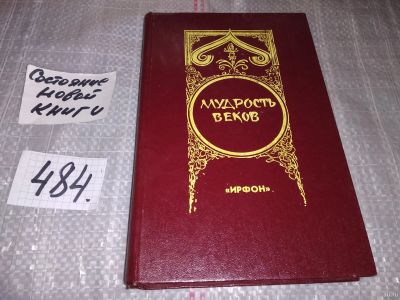 Состояние
новой
книги
484.
МУДРОСТЬ
ВЕКОВ
«ИРФОН»